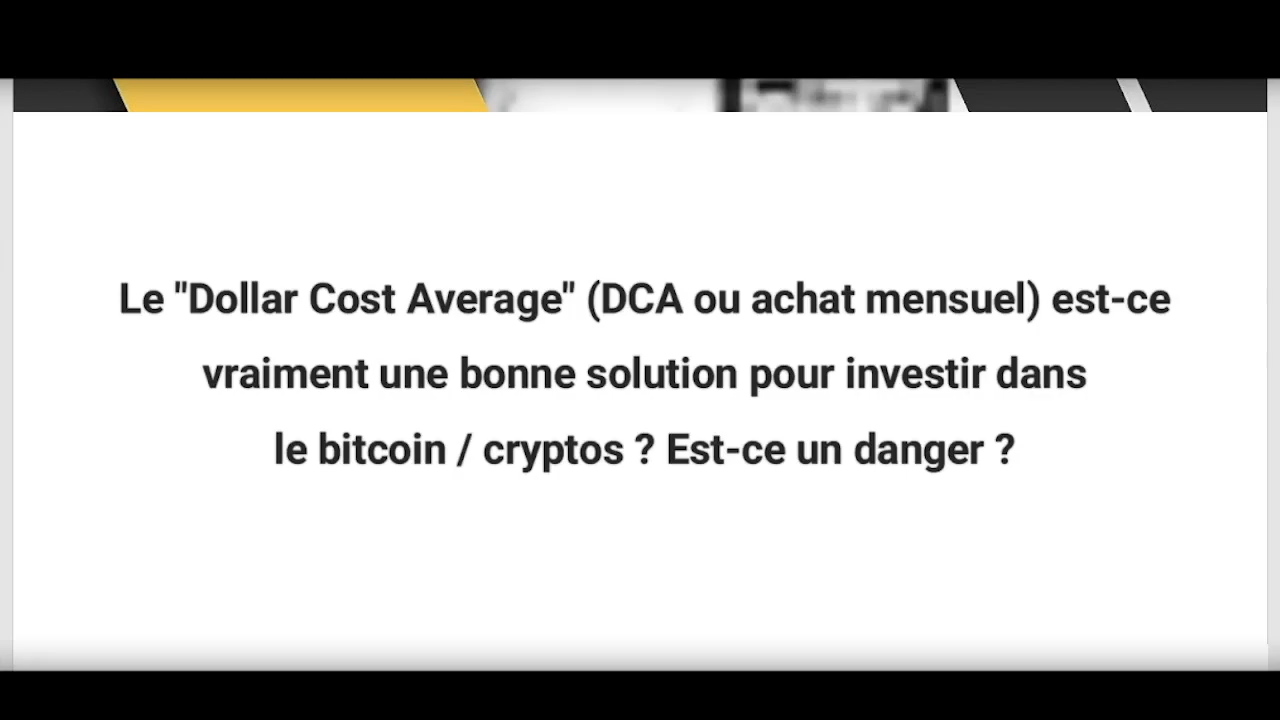 Le "Dollar Cost Average" (DCA ou achat mensuel) est-ce
vraiment une bonne solution pour investir dans
le bitcoin / cryptos ? Est-ce un danger ?